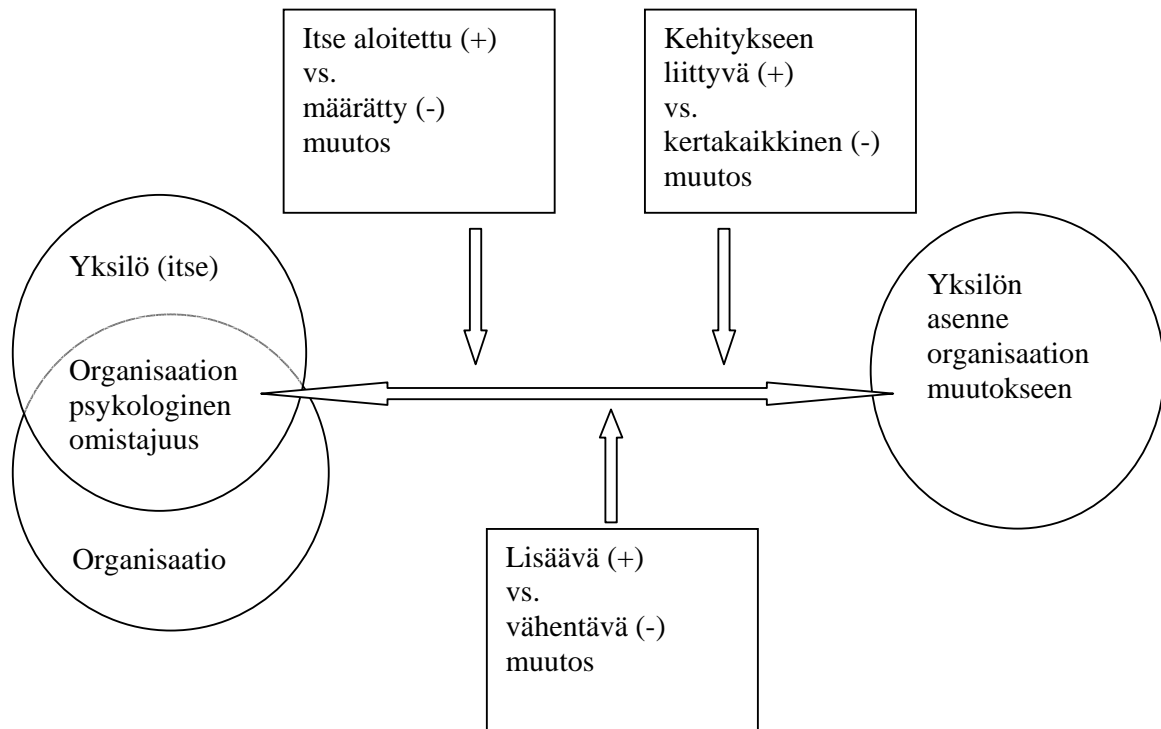 Itse aloitettu (+)
vs.
määrätty (-)
muutos
Kehitykseen
liittyvä (+)
vs.
kertakaikkinen (-)
muutos
Yksilö (itse)
Organisaation
psykologinen
omistajuus
Organisaatio
Yksilön
asenne
organisaation
muutokseen
Lisäävä (+)
vs.
vähentävä (-)
muutos